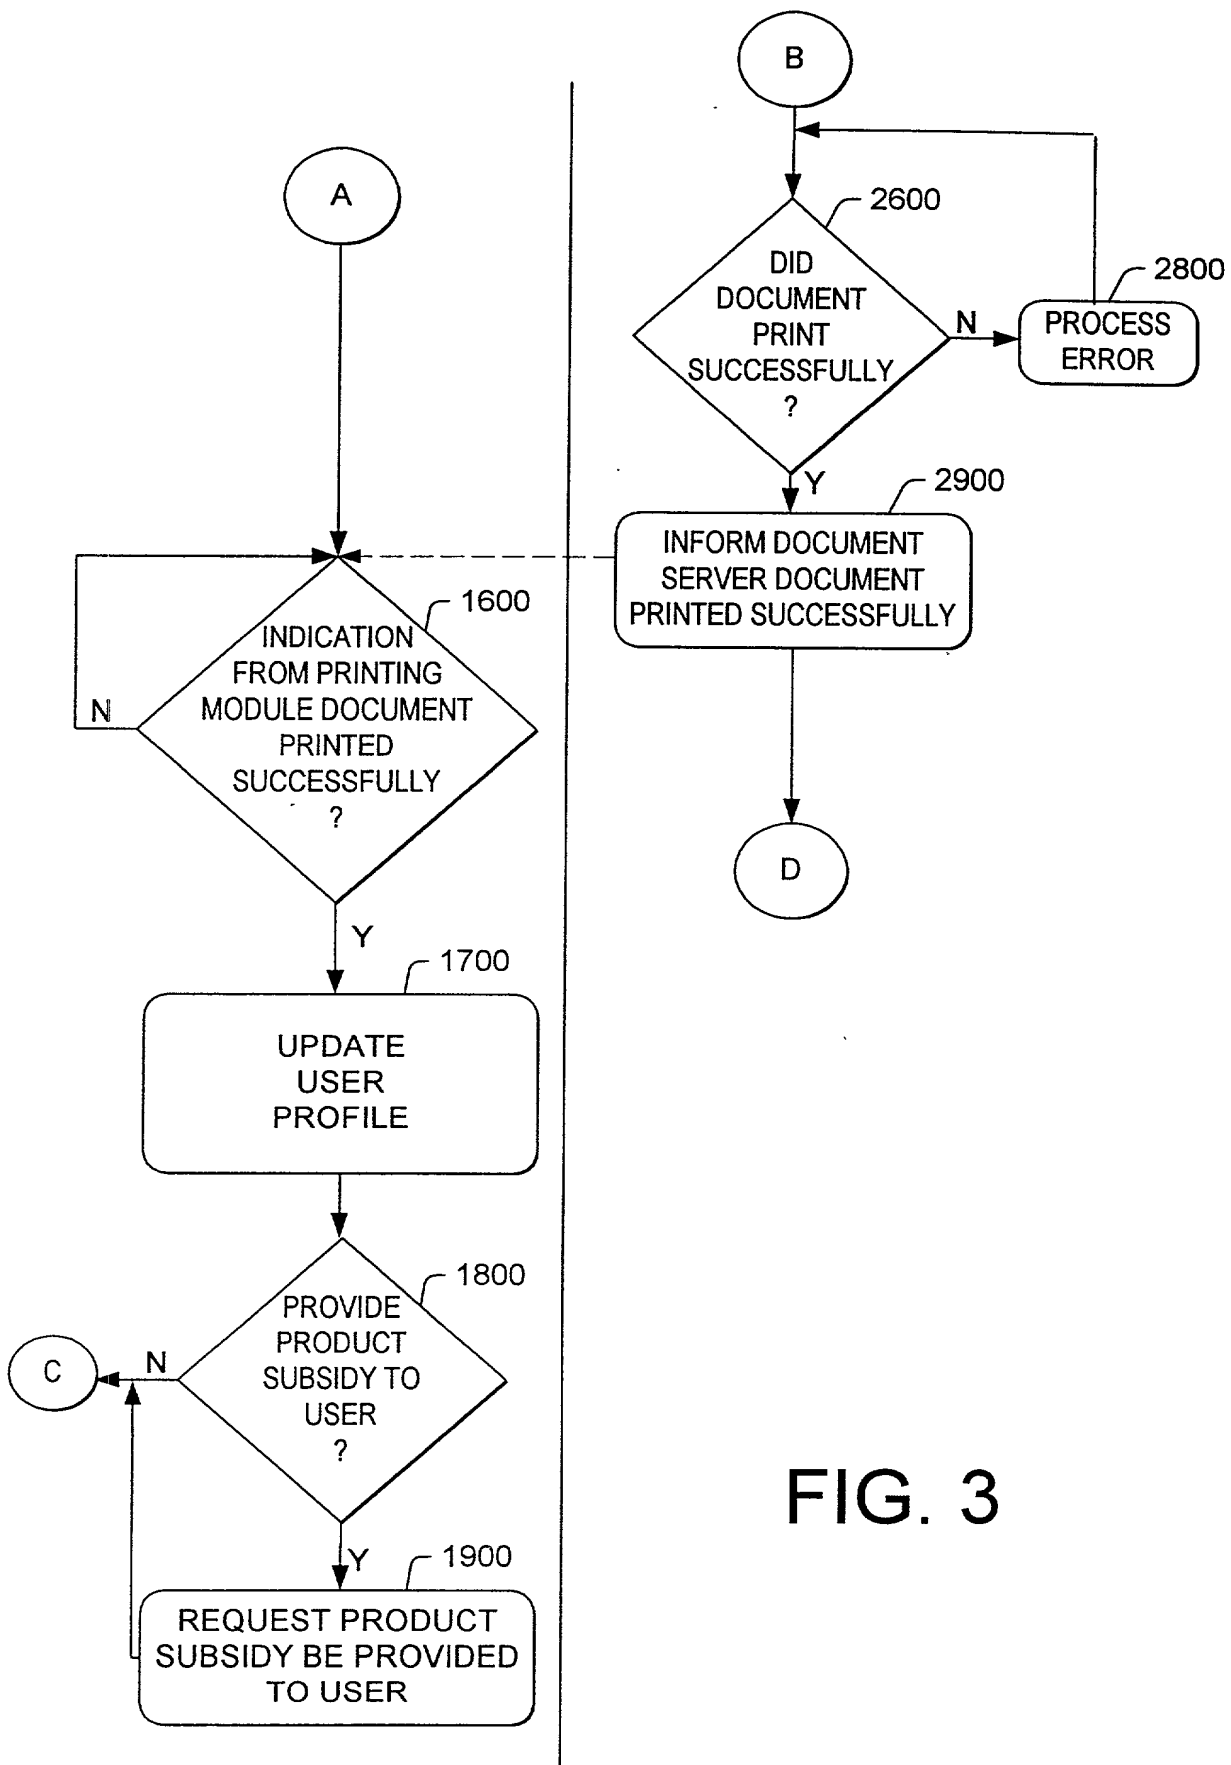 A
1600
INDICATION
FROM PRINTING
MODULE DOCUMENT
PRINTED
SUCCESSFULLY
?
N
Y
1700
UPDATE
USER
PROFILE
1800
PROVIDE
PRODUCT
SUBSIDY TO
USER
?
N
C
Y
1900
REQUEST PRODUCT
SUBSIDY BE PROVIDED
TO USER
B
2600
DID
DOCUMENT
PRINT
SUCCESSFULLY
?
N
2800
PROCESS
ERROR
Y
2900
INFORM DOCUMENT
SERVER DOCUMENT
PRINTED SUCCESSFULLY
D
FIG. 3